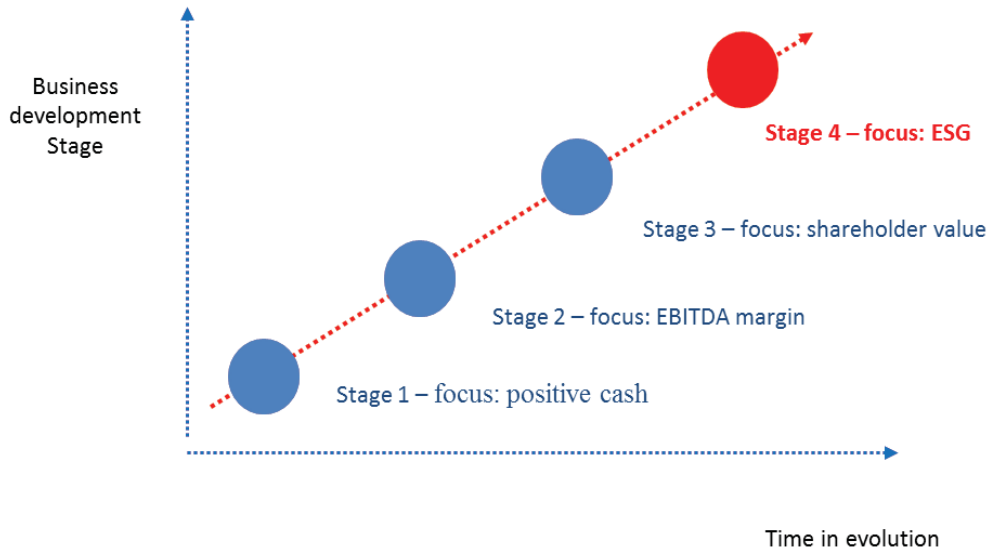 Business
development
Stage
Stage 4 – focus: ESG
Stage 3 – focus: shareholder value
Stage 2 – focus: EBITDA margin
Stage 1 – focus: positive cash
Time in evolution